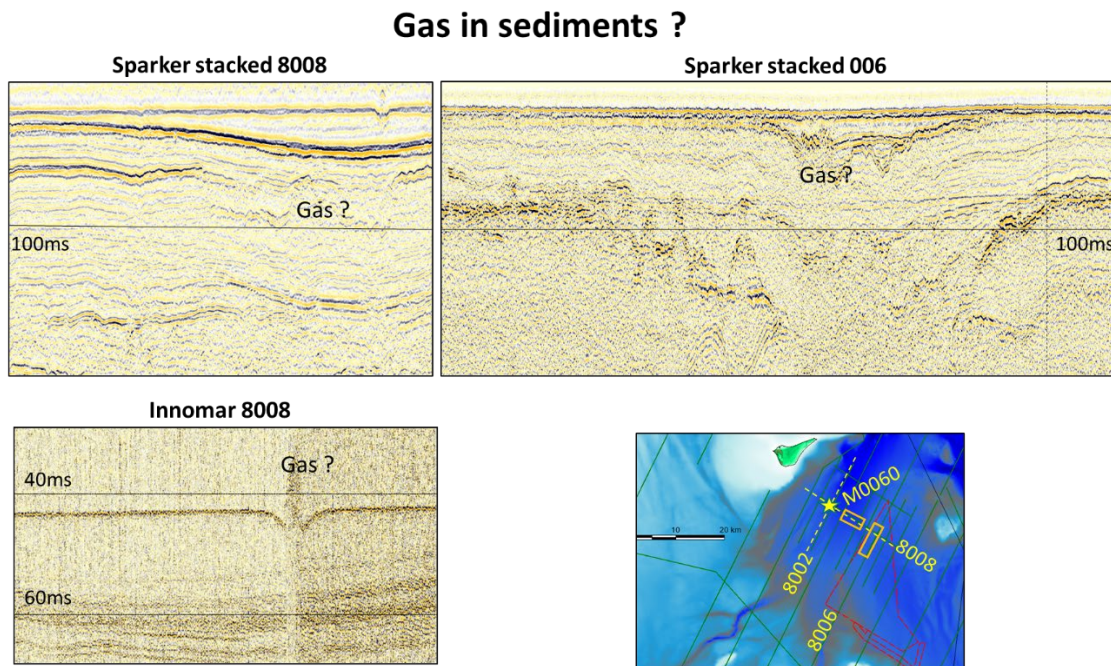 Gas in sediments ?
Sparker stacked 8008
Sparker stacked 006
Gas ?
100ms
Gas ?
100ms
Innomar 8008
Gas ?
40ms
60ms
M0060
10
20 km
8008
8002
8006